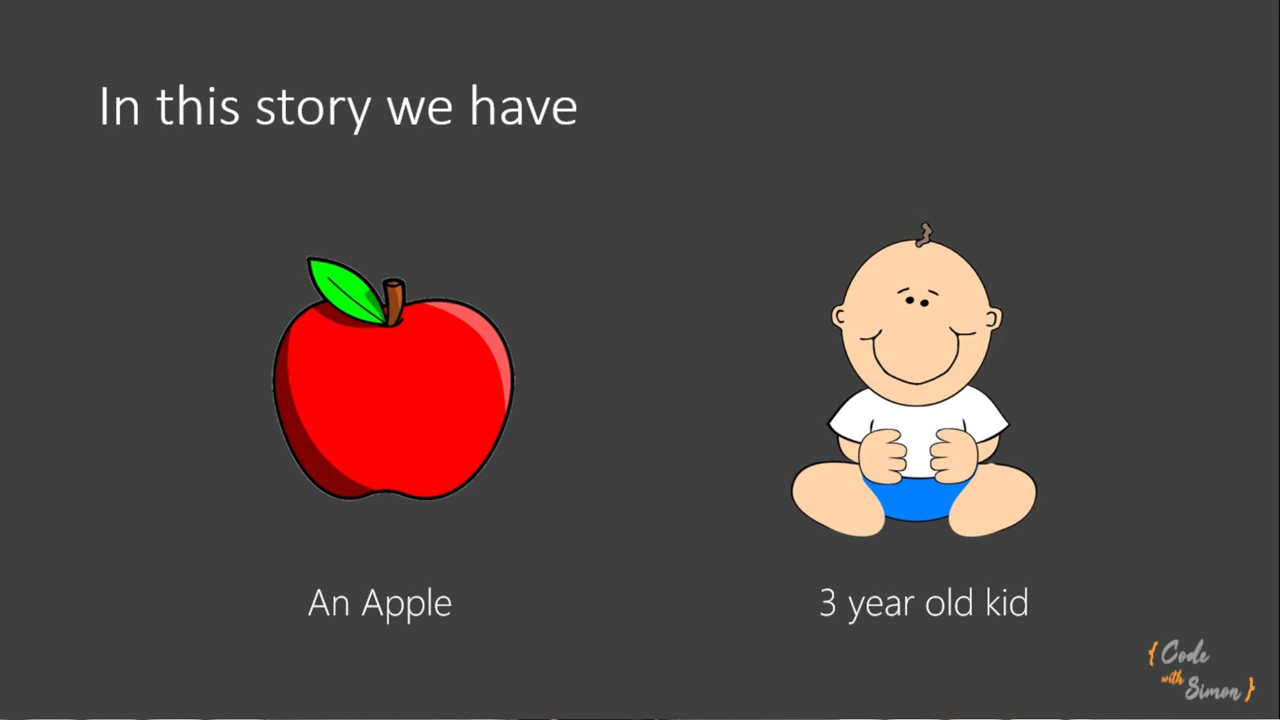 In this story we have
An Apple
3 year old kid
{ Code
with
Simon }